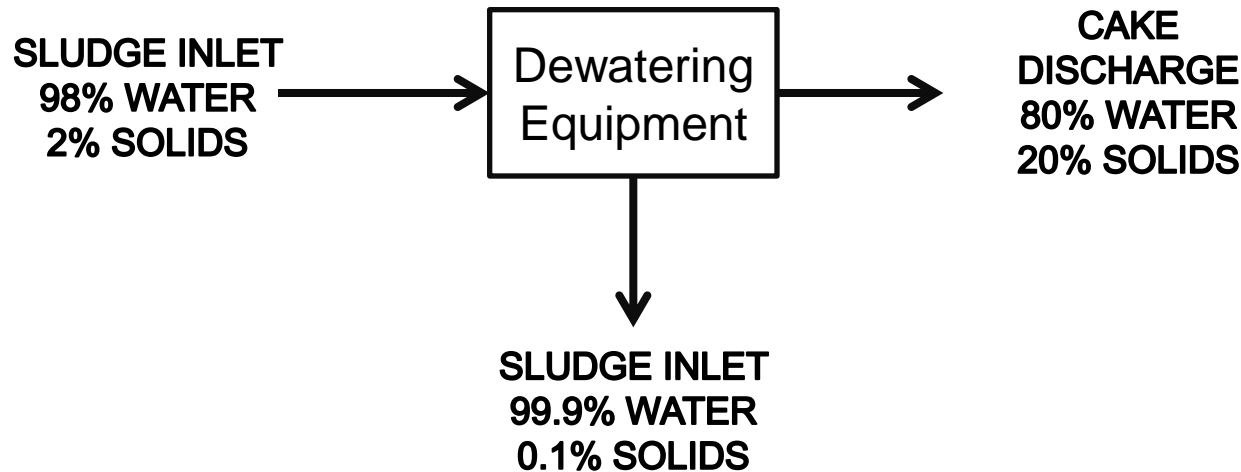 SLUDGE INLET
98% WATER
2% SOLIDS
Dewatering
Equipment
CAKE
DISCHARGE
80% WATER
20% SOLIDS
SLUDGE INLET
99.9% WATER
0.1% SOLIDS